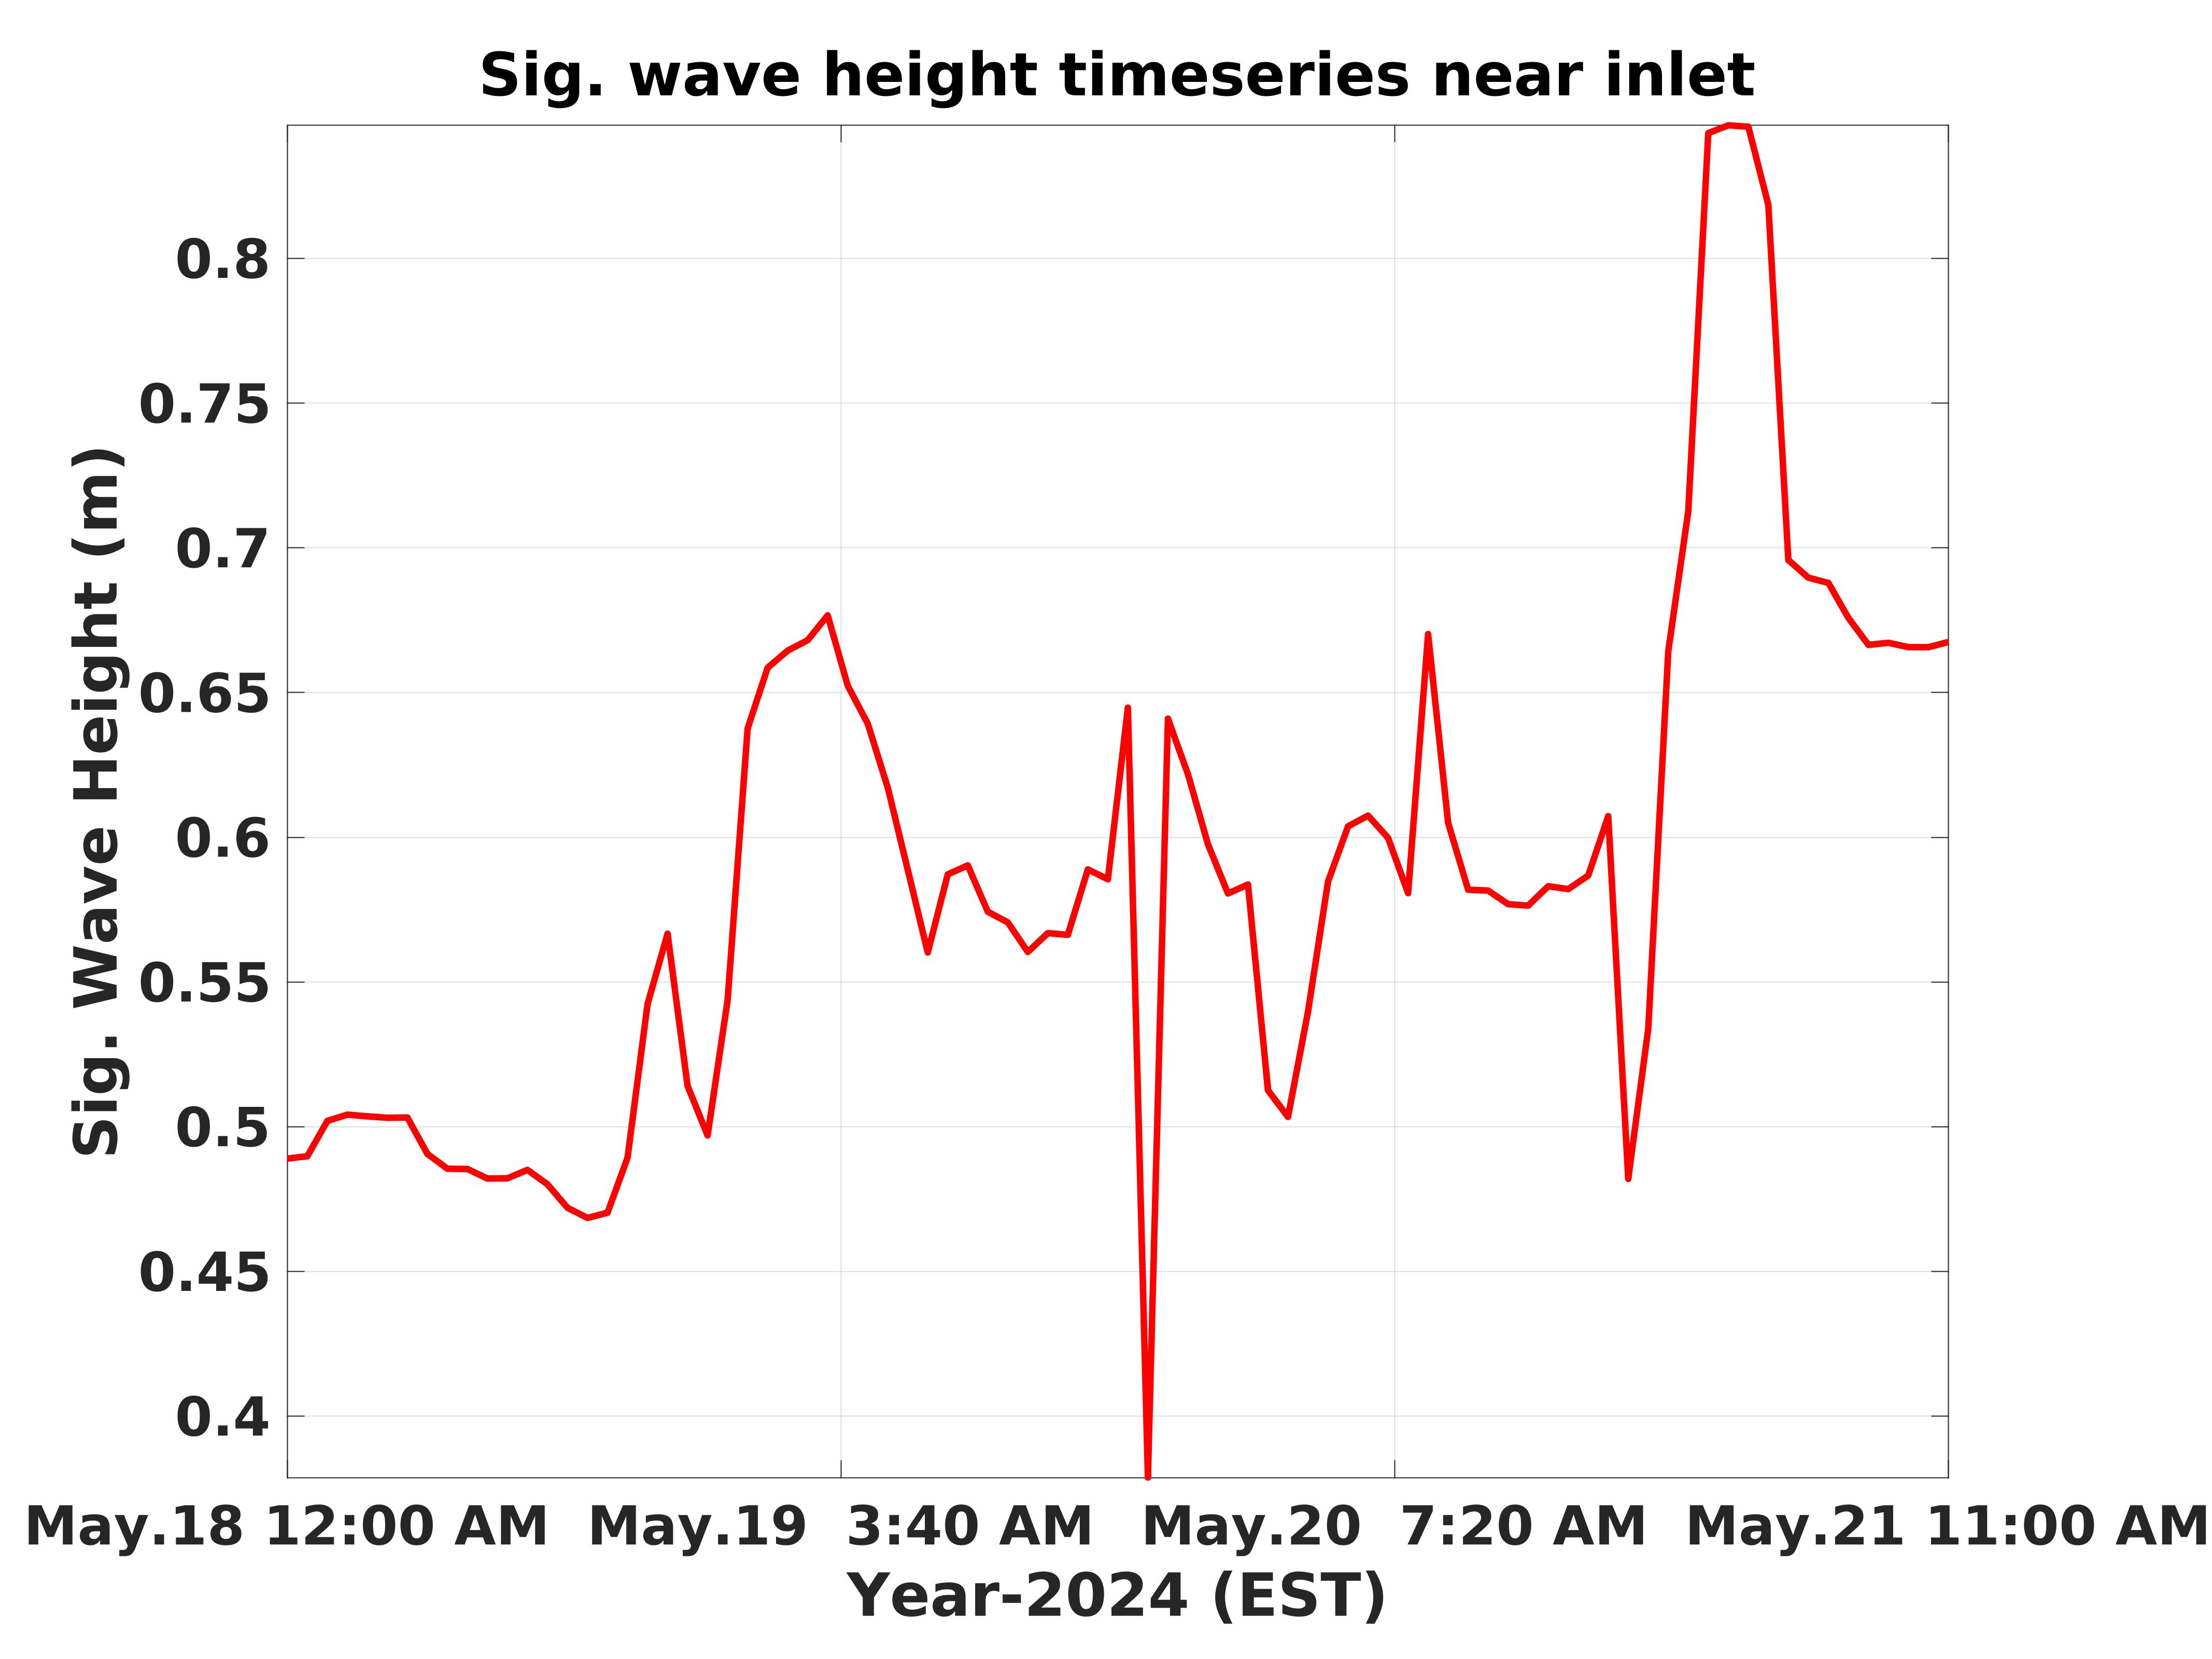 Sig. wave height timeseries near inlet
Sig. Wave Height (m)
0.8
0.75
0.7
0.65
0.6
0.55
0.5
0.45
0.4
May.18 12:00 AM May.19 3:40 AM May.20 7:20 AM May.21 11:00 AM
Year-2024 (EST)